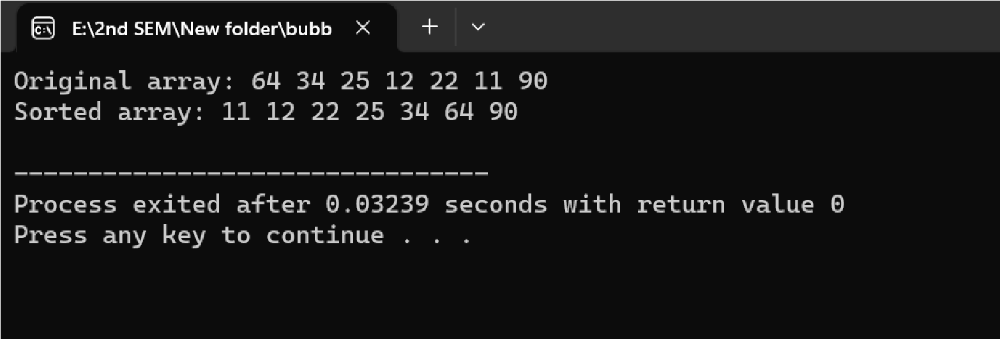 E:\2nd SEM\New folder\bubb
Original array: 64 34 25 12 22 11 90
Sorted array: 11 12 22 25 34 64 90
--------------------------------
Process exited after 0.03239 seconds with return value 0
Press any key to continue . . .